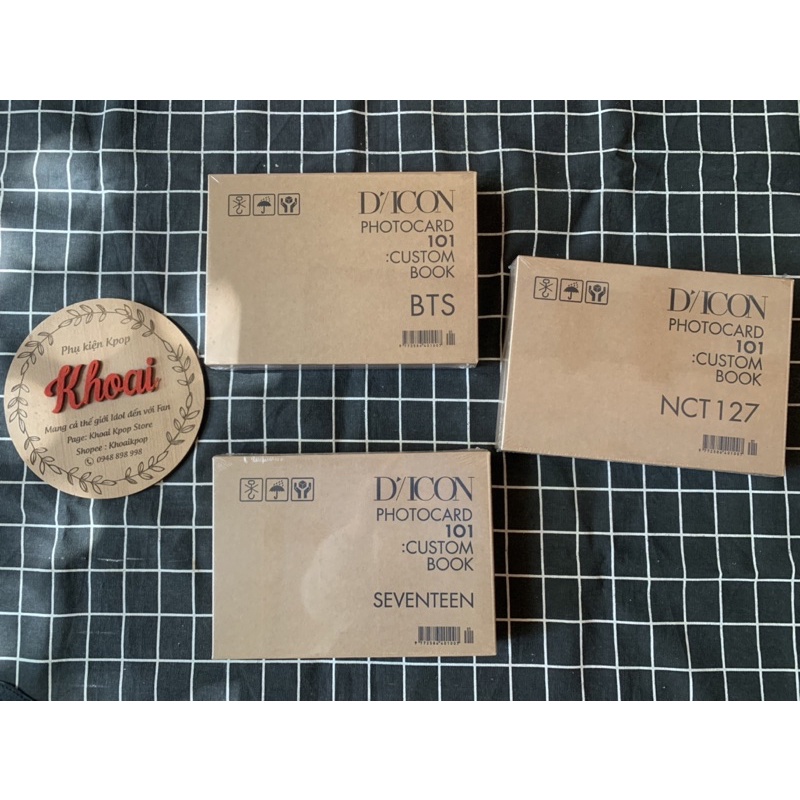 D'/ICON
PHOTOCARD
101
:CUSTOM
BOOK
BTS
D'/ICON
PHOTOCARD
101
:CUSTOM
BOOK
NCT 127
Phụ kiện Kpop
Khoai
Mang cả thế giới Idol đến với Fan
Page: Khoai Kpop Store
Shopee : Khoaikpop
0948 898 998
D'/ICON
PHOTOCARD
101
:CUSTOM
BOOK
SEVENTEEN